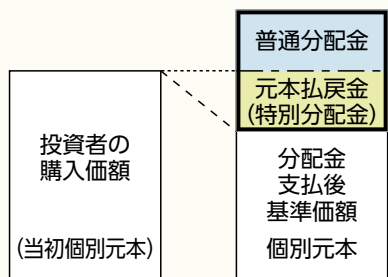 普通分配金
元本払戻金
(特別分配金)
投資者の
購入価額
(当初個別元本)
分配金
支払後
基準価額
個別元本